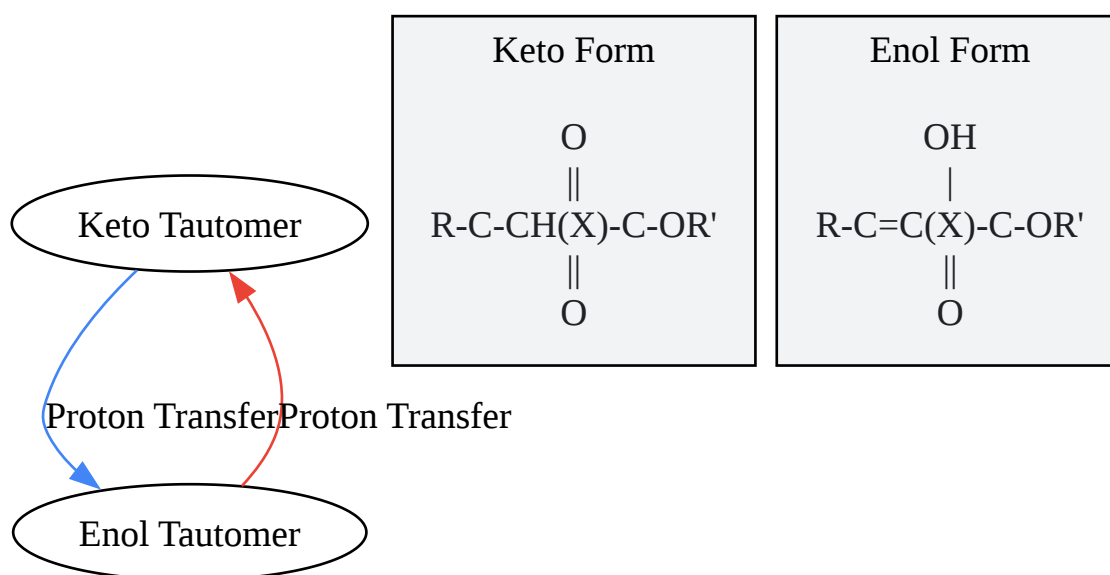 Keto Form
O
||
R-C-CH(X)-C-OR'
||
O
Enol Form
OH
|
R-C=C(X)-C-OR'
||
O
Keto Tautomer
Proton Transfer
Proton Transfer
Enol Tautomer